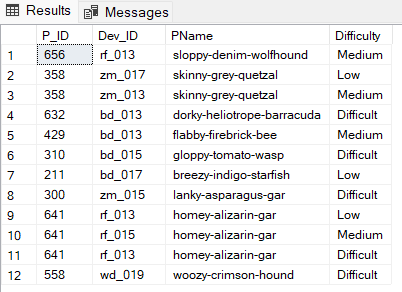 Results Messages
P_ID Dev_ID PName Difficulty
1 656 rf_013 sloppy-denim-wolfhound Medium
2 358 zm_017 skinny-grey-quetzal Low
3 358 zm_013 skinny-grey-quetzal Medium
4 632 bd_013 dorky-heliotrope-barracuda Difficult
5 429 bd_013 flabby-firebrick-bee Medium
6 310 bd_015 gloppy-tomato-wasp Difficult
7 211 bd_017 breezy-indigo-starfish Low
8 300 zm_015 lanky-asparagus-gar Difficult
9 641 rf_013 homey-alizarin-gar Low
10 641 rf_015 homey-alizarin-gar Medium
11 641 rf_013 homey-alizarin-gar Difficult
12 558 wd_019 woozy-crimson-hound Difficult